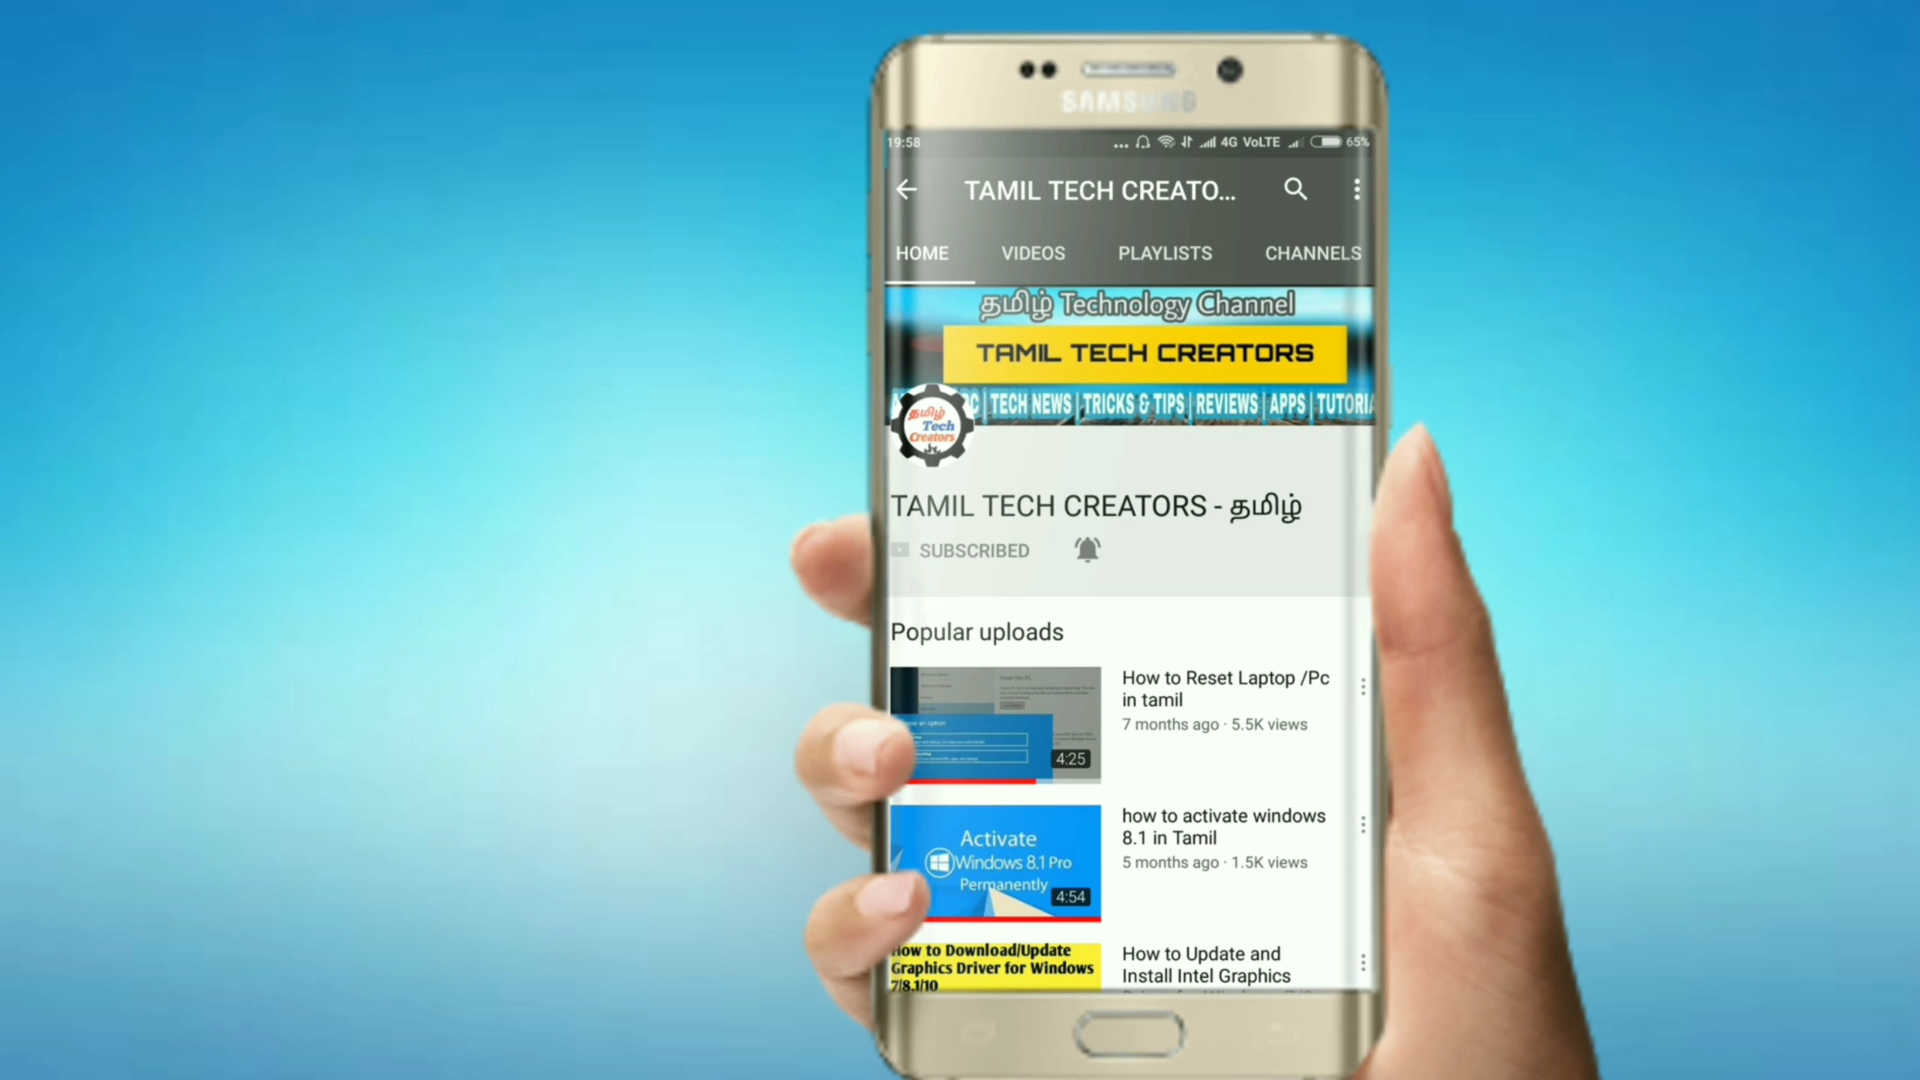 SAMSUNG
19:58
4G VoLTE
65%
TAMIL TECH CREATO...
HOME VIDEOS PLAYLISTS CHANNELS
தமிழ் Technology Channel
TAMIL TECH CREATORS
TECH NEWS | TRICKS & TIPS | REVIEWS | APPS |
தமிழ்
Tech
Creators
TAMIL TECH CREATORS - தமிழ்
SUBSCRIBED
Popular uploads
4:25
How to Reset Laptop /Pc
in tamil
7 months ago · 5.5K views
Activate
Windows 8.1 Pro
Permanently
4:54
how to activate windows
8.1 in Tamil
5 months ago · 1.5K views
How to Download/Update
Graphics Driver for Windows
7/8.1/10
How to Update and
Install Intel Graphics